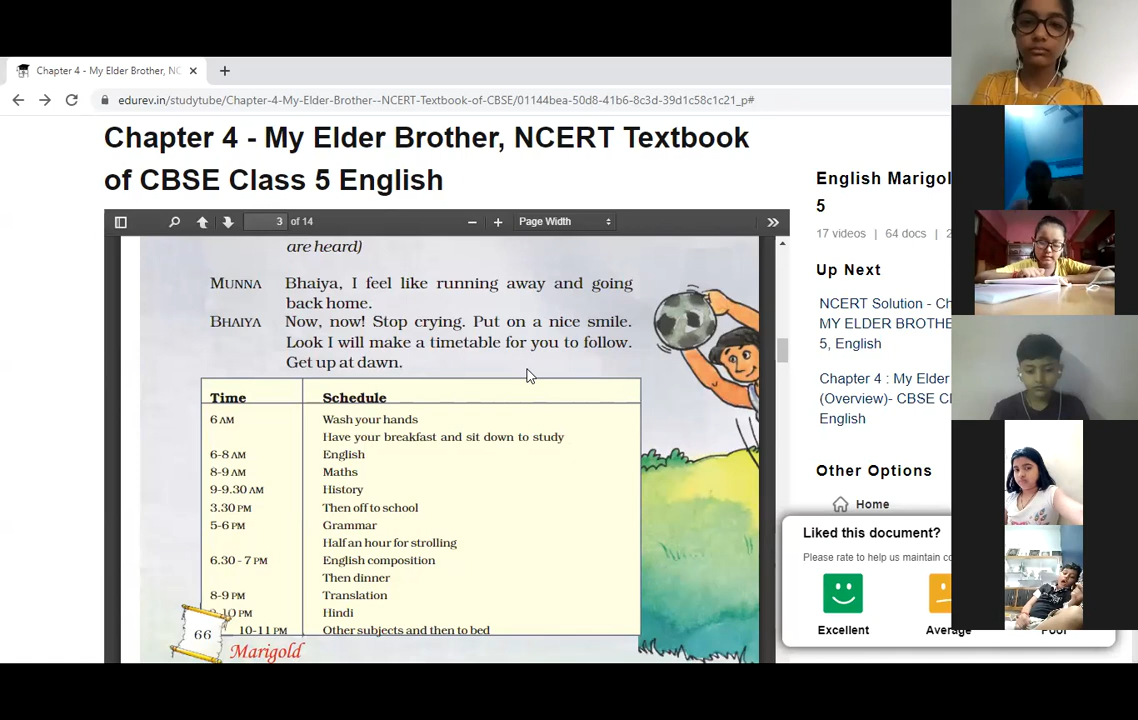 Chapter 4 - My Elder Brother, NC
edurev.in/studytube/Chapter-4-My-Elder-Brother--NCERT-Textbook-of-CBSE/01144bea-50d8-41b6-8c3d-39d1c58c1c21_p#
Chapter 4 - My Elder Brother, NCERT Textbook
of CBSE Class 5 English
3 of 14
Page Width
are heard)
MUNNA Bhaiya, I feel like running away and going
back home.
BHAIYA Now, now! Stop crying. Put on a nice smile.
Look I will make a timetable for you to follow.
Get up at dawn.
Time Schedule
6 AM Wash your hands
Have your breakfast and sit down to study
6-8 AM English
8-9 AM Maths
9-9.30 AM History
3.30 PM Then off to school
5-6 PM Grammar
Half an hour for strolling
6.30 - 7 PM English composition
Then dinner
8-9 PM Translation
-10 PM Hindi
10-11 PM Other subjects and then to bed
66
Marigold
English Marigol
5
17 videos | 64 docs | 2
Up Next
NCERT Solution - Ch
MY ELDER BROTHE
5, English
Chapter 4 : My Elder
(Overview)- CBSE Cl
English
Other Options
Home
Liked this document?
Please rate to help us maintain co
Excellent
Average
Poor